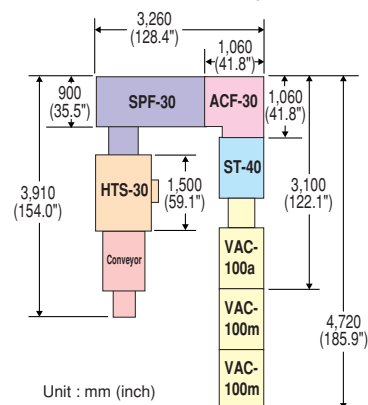 3,260
(128.4")
1,060
(41.8")
900
(35.5")
SPF-30
ACF-30
1,060
(41.8")
ST-40
HTS-30
1,500
(59.1")
3,910
(154.0")
3,100
(122.1")
Conveyor
VAC-
100a
VAC-
100m
4,720
(185.9")
VAC-
100m
Unit : mm (inch)